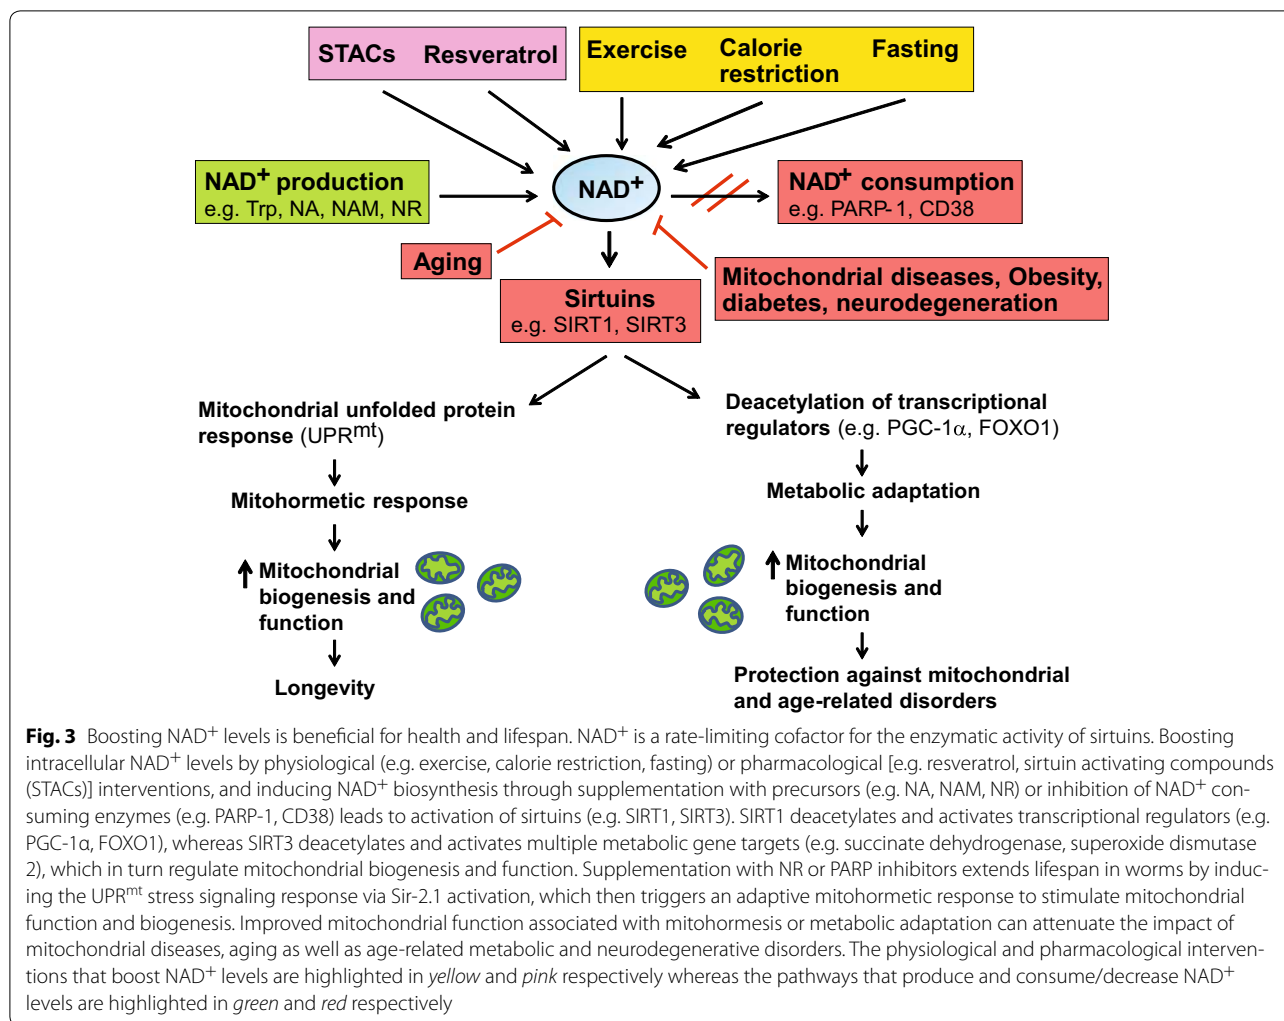 STACs Resveratrol
Exercise Calorie restriction Fasting
NAD+ production
e.g. Trp, NA, NAM, NR
NAD+
NAD+ consumption
e.g. PARP-1, CD38
Aging
Sirtuins
e.g. SIRT1, SIRT3
Mitochondrial diseases, Obesity,
diabetes, neurodegeneration
Mitochondrial unfolded protein
response (UPRmt)
Mitohormetic response
Mitochondrial
biogenesis and
function
Longevity
Deacetylation of transcriptional
regulators (e.g. PGC-1α, FOXO1)
Metabolic adaptation
Mitochondrial
biogenesis and
function
Protection against mitochondrial
and age-related disorders
Fig. 3 Boosting NAD+ levels is beneficial for health and lifespan. NAD+ is a rate-limiting cofactor for the enzymatic activity of sirtuins. Boosting
intracellular NAD+ levels by physiological (e.g. exercise, calorie restriction, fasting) or pharmacological [e.g. resveratrol, sirtuin activating compounds
(STACs)] interventions, and inducing NAD+ biosynthesis through supplementation with precursors (e.g. NA, NAM, NR) or inhibition of NAD+ con-
suming enzymes (e.g. PARP-1, CD38) leads to activation of sirtuins (e.g. SIRT1, SIRT3). SIRT1 deacetylates and activates transcriptional regulators (e.g.
PGC-1α, FOXO1), whereas SIRT3 deacetylates and activates multiple metabolic gene targets (e.g. succinate dehydrogenase, superoxide dismutase
2), which in turn regulate mitochondrial biogenesis and function. Supplementation with NR or PARP inhibitors extends lifespan in worms by induc-
ing the UPRmt stress signaling response via Sir-2.1 activation, which then triggers an adaptive mitohormetic response to stimulate mitochondrial
function and biogenesis. Improved mitochondrial function associated with mitohormesis or metabolic adaptation can attenuate the impact of
mitochondrial diseases, aging as well as age-related metabolic and neurodegenerative disorders. The physiological and pharmacological interven-
tions that boost NAD+ levels are highlighted in yellow and pink respectively whereas the pathways that produce and consume/decrease NAD+
levels are highlighted in green and red respectively